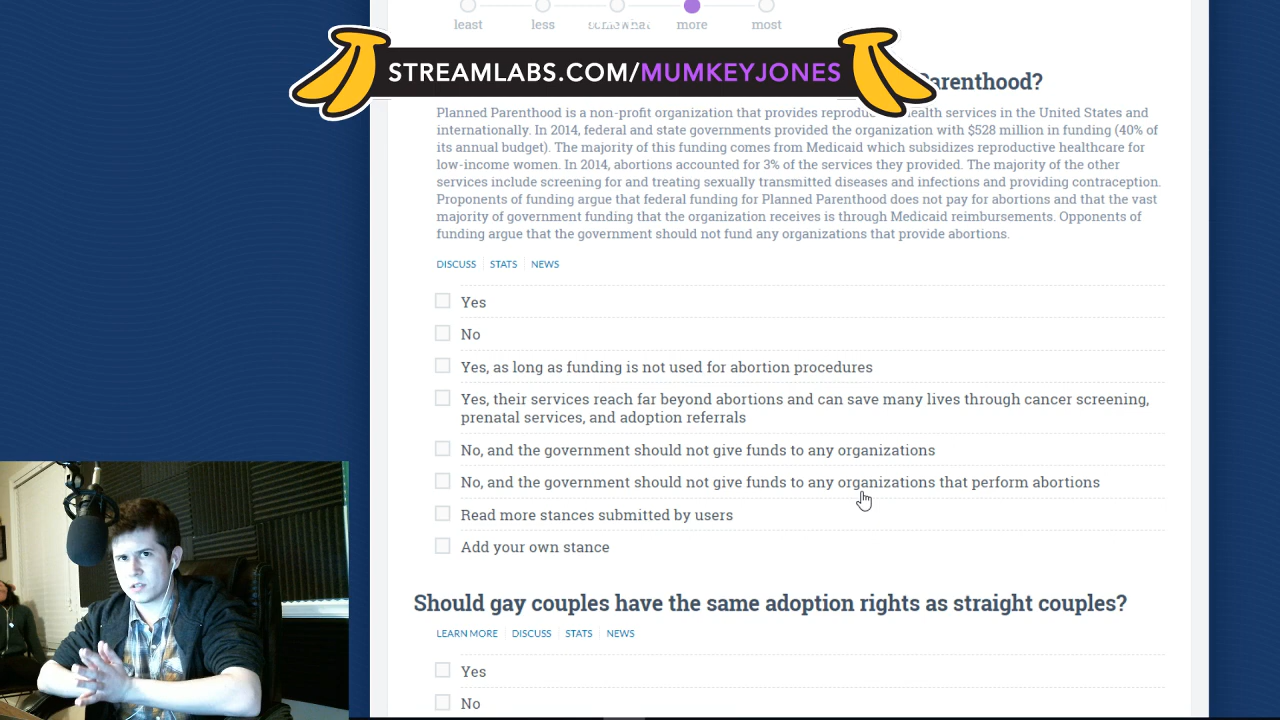 least less somewhat more most
STREAMLABS.COM/MUMKEYJONES
Parenthood?
Planned Parenthood is a non-profit organization that provides health services in the United States and
internationally. In 2014, federal and state governments provided the organization with $528 million in funding (40% of
its annual budget). The majority of this funding comes from Medicaid which subsidizes reproductive healthcare for
low-income women. In 2014, abortions accounted for 3% of the services they provided. The majority of the other
services include screening for and treating sexually transmitted diseases and infections and providing contraception.
Proponents of funding argue that federal funding for Planned Parenthood does not pay for abortions and that the vast
majority of government funding that the organization receives is through Medicaid reimbursements. Opponents of
funding argue that the government should not fund any organizations that provide abortions.
DISCUSS STATS NEWS
Yes
No
Yes, as long as funding is not used for abortion procedures
Yes, their services reach far beyond abortions and can save many lives through cancer screening,
prenatal services, and adoption referrals
No, and the government should not give funds to any organizations
No, and the government should not give funds to any organizations that perform abortions
Read more stances submitted by users
Add your own stance
Should gay couples have the same adoption rights as straight couples?
LEARN MORE DISCUSS STATS NEWS
Yes
No